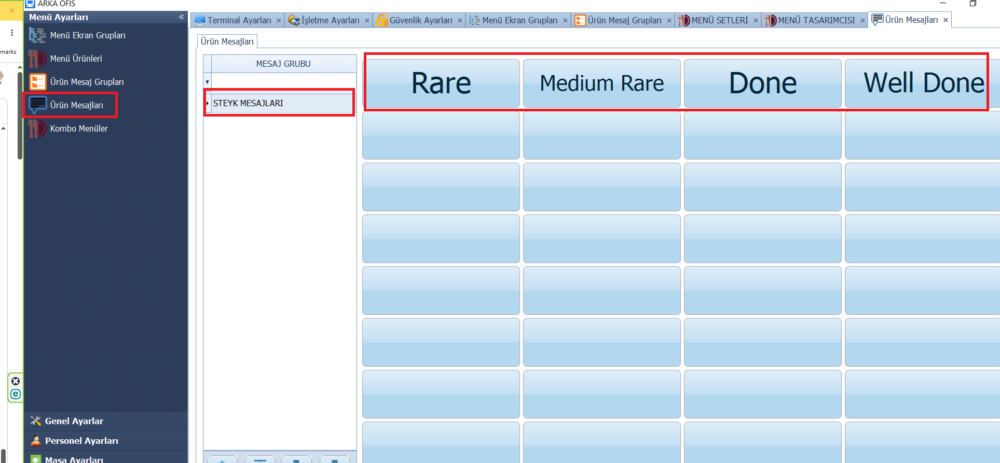 ARKA OFİS
Menü Ayarları
Menü Ekran Grupları
Menü Ürünleri
Ürün Mesaj Grupları
Ürün Mesajları
Kombo Menüler
Genel Ayarlar
Personel Ayarları
Masa Ayarları
marks
Terminal Ayarları
İşletme Ayarları
Güvenlik Ayarları
Menü Ekran Grupları
Ürün Mesaj Grupları
MENÜ SETLERİ
MENÜ TASARIMCISI
Ürün Mesajları
Ürün Mesajları
MESAJ GRUBU
STEYK MESAJLARI
Rare
Medium Rare
Done
Well Done